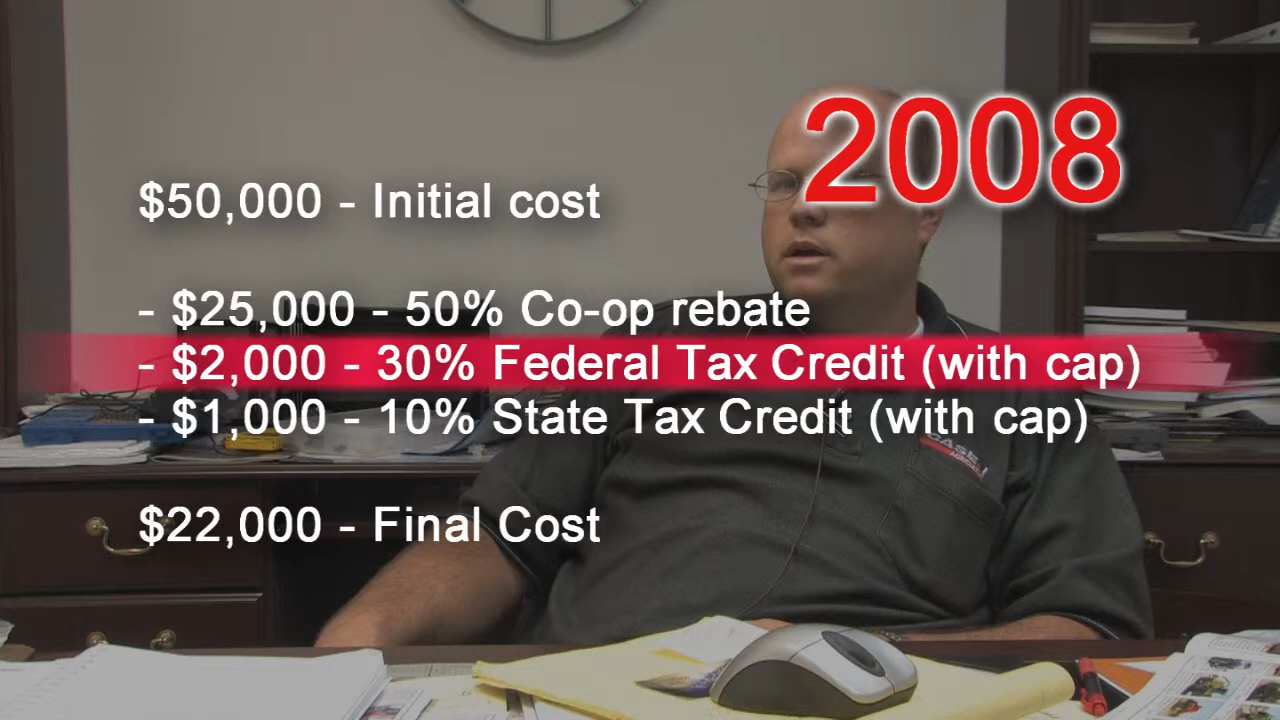 2008
$50,000 - Initial cost
- $25,000 - 50% Co-op rebate
- $2,000 - 30% Federal Tax Credit (with cap)
- $1,000 - 10% State Tax Credit (with cap)
$22,000 - Final Cost
CASE